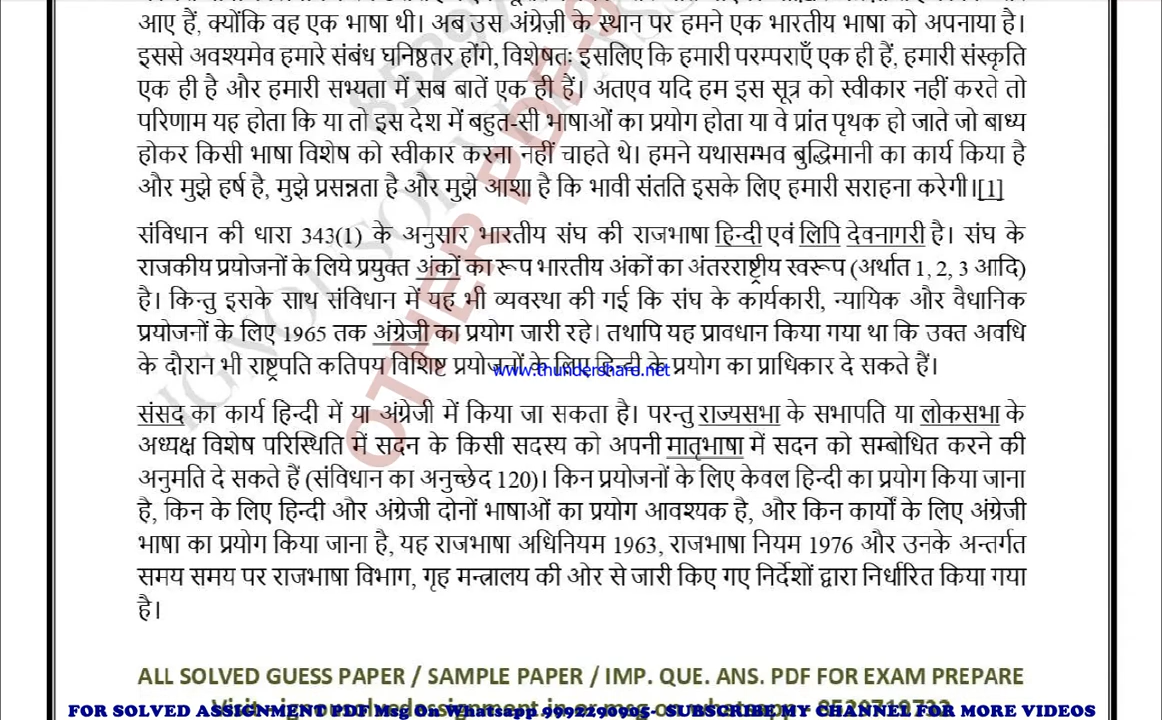 आए हैं, क्योंकि वह एक भाषा थी। अब उस अंग्रेज़ी के स्थान पर हमने एक भारतीय भाषा को अपनाया है।
इससे अवश्यमेव हमारे संबंध घनिष्ठतर होंगे, विशेषतः इसलिए कि हमारी परम्पराएँ एक ही हैं, हमारी संस्कृति
एक ही है और हमारी सभ्यता में सब बातें एक ही हैं। अतएव यदि हम इस सूत्र को स्वीकार नहीं करते तो
परिणाम यह होता कि या तो इस देश में बहुत-सी भाषाओं का प्रयोग होता या वे प्रांत पृथक हो जाते जो बाध्य
होकर किसी भाषा विशेष को स्वीकार करना नहीं चाहते थे। हमने यथासम्भव बुद्धिमानी का कार्य किया है
और मुझे हर्ष है, मुझे प्रसन्नता है और मुझे आशा है कि भावी संतति इसके लिए हमारी सराहना करेगी।[1]
संविधान की धारा 343(1) के अनुसार भारतीय संघ की राजभाषा हिन्दी एवं लिपि देवनागरी है। संघ के
राजकीय प्रयोजनों के लिये प्रयुक्त अंकों का रूप भारतीय अंकों का अंतरराष्ट्रीय स्वरूप (अर्थात 1, 2, 3 आदि)
है। किन्तु इसके साथ संविधान में यह भी व्यवस्था की गई कि संघ के कार्यकारी, न्यायिक और वैधानिक
प्रयोजनों के लिए 1965 तक अंग्रेजी का प्रयोग जारी रहे। तथापि यह प्रावधान किया गया था कि उक्त अवधि
के दौरान भी राष्ट्रपति कतिपय विशिष्ट प्रयोजनों के लिए हिन्दी के प्रयोग का प्राधिकार दे सकते हैं।
www.thundershare.net
संसद का कार्य हिन्दी में या अंग्रेजी में किया जा सकता है। परन्तु राज्यसभा के सभापति या लोकसभा के
अध्यक्ष विशेष परिस्थिति में सदन के किसी सदस्य को अपनी मातृभाषा में सदन को सम्बोधित करने की
अनुमति दे सकते हैं (संविधान का अनुच्छेद 120)। किन प्रयोजनों के लिए केवल हिन्दी का प्रयोग किया जाना
है, किन के लिए हिन्दी और अंग्रेजी दोनों भाषाओं का प्रयोग आवश्यक है, और किन कार्यों के लिए अंग्रेजी
भाषा का प्रयोग किया जाना है, यह राजभाषा अधिनियम 1963, राजभाषा नियम 1976 और उनके अन्तर्गत
समय समय पर राजभाषा विभाग, गृह मन्त्रालय की ओर से जारी किए गए निर्देशों द्वारा निर्धारित किया गया
है।
ALL SOLVED GUESS PAPER / SAMPLE PAPER / IMP. QUE. ANS. PDF FOR EXAM PREPARE
FOR SOLVED ASSIGNMENT PDF Msg On Whatsapp 9992290905- SUBSCRIBE MY CHANNEL FOR MORE VIDEOS